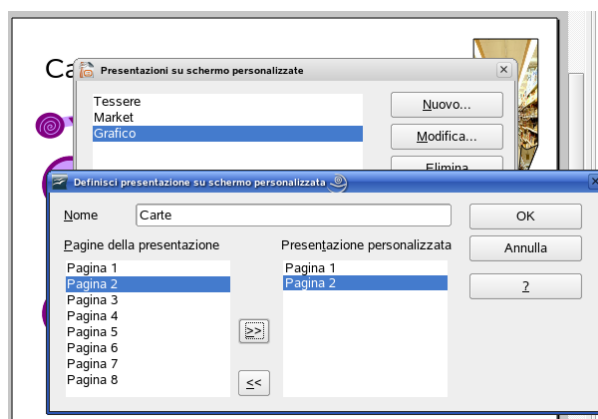 Ca
Presentazioni su schermo personalizzate
Tessere
Market
Grafico
Nuovo...
Modifica...
Elimina
Definisci presentazione su schermo personalizzata
Nome
Carte
OK
Pagine della presentazione
Presentazione personalizzata
Annulla
Pagina 1
Pagina 2
Pagina 3
Pagina 4
Pagina 5
Pagina 6
Pagina 7
Pagina 8
>>
<<
Pagina 1
Pagina 2
?